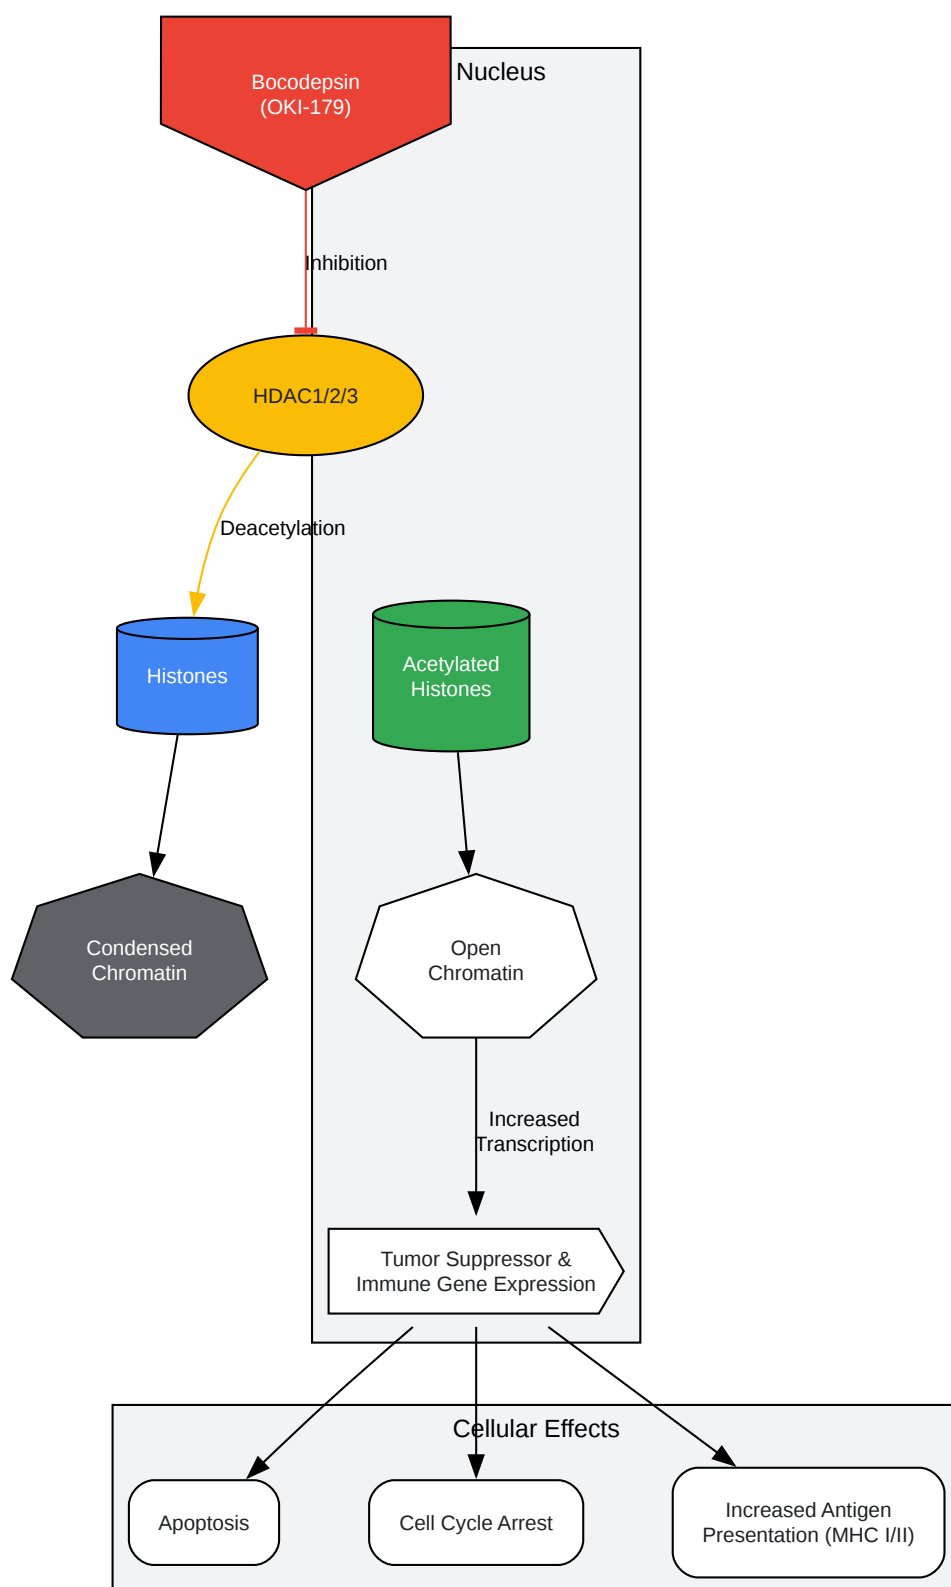 Nucleus
Bocodepsin
(OKI-179)
Inhibition
HDAC1/2/3
Deacetylation
Histones
Acetylated
Histones
Condensed
Chromatin
Open
Chromatin
Increased
Transcription
Tumor Suppressor &
Immune Gene Expression
Cellular Effects
Apoptosis
Cell Cycle Arrest
Increased Antigen
Presentation (MHC I/II)